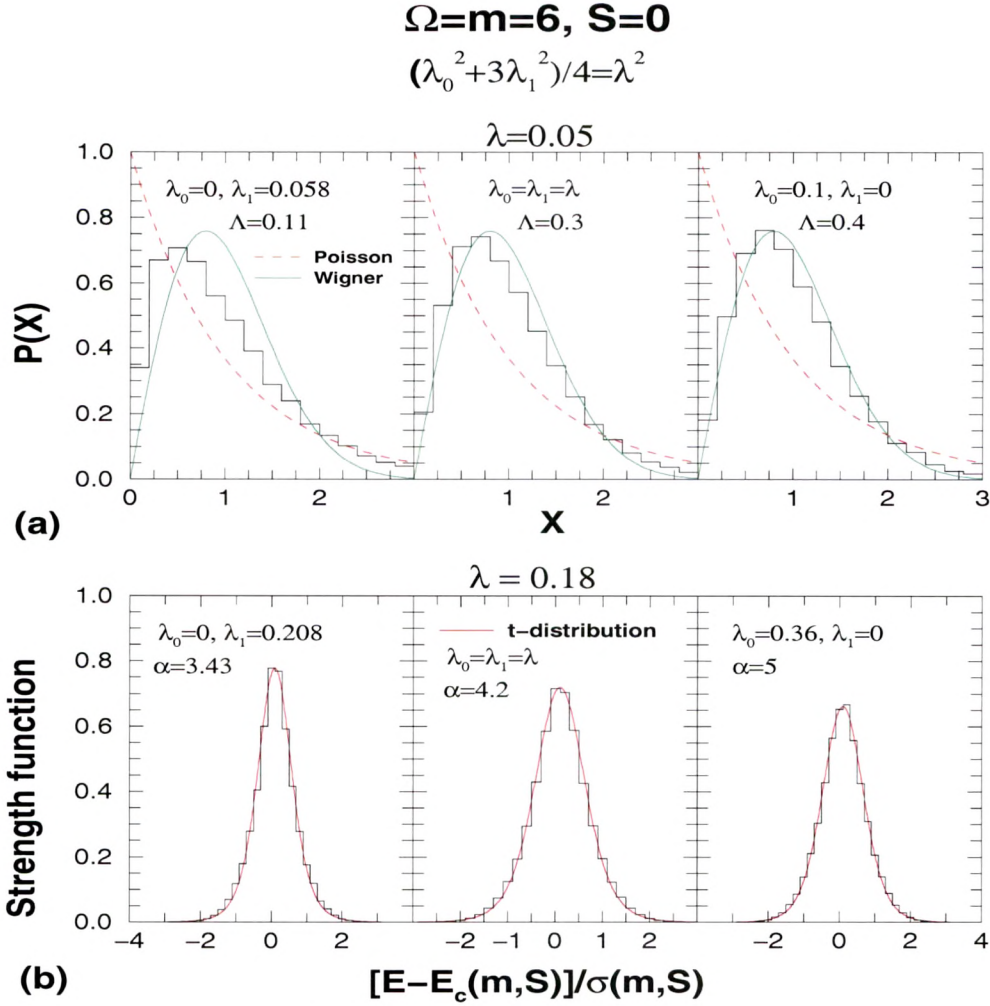 Ω=m=6, S=0
(λ₀²+3λ₁²)/4=λ²
λ=0.05
1.0
0.8
0.6
0.4
0.2
0.0
P(X)
λ₀=0, λ₁=0.058
Λ=0.11
Poisson
Wigner
λ₀=λ₁=λ
Λ=0.3
λ₀=0.1, λ₁=0
Λ=0.4
0 1 2 1 2 1 2 3
(a)
X
λ = 0.18
1.0
0.8
0.6
0.4
0.2
0.0
Strength function
λ₀=0, λ₁=0.208
α=3.43
t−distribution
λ₀=λ₁=λ
α=4.2
λ₀=0.36, λ₁=0
α=5
−4 −2 0 2 −2 −1 0 1 2 −2 0 2 4
(b)
[E−E_c(m,S)]/σ(m,S)